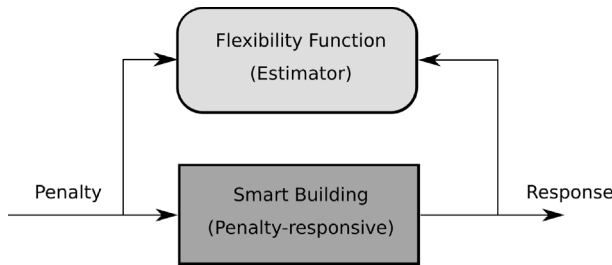 Flexibility Function
(Estimator)
Penalty
Smart Building
(Penalty-responsive)
Response